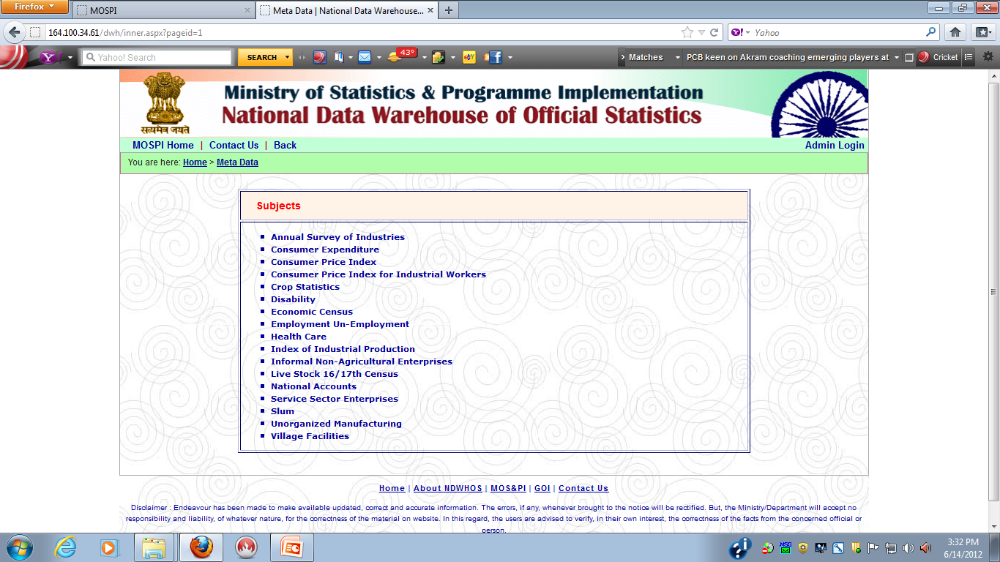 Firefox
MOSPI
Meta Data | National Data Warehouse...
164.100.34.61/dwh/inner.aspx?pageid=1
Yahoo
Yahoo! Search
SEARCH
43°
Matches
PCB keen on Akram coaching emerging players at
Cricket
सत्यमेव जयते
Ministry of Statistics & Programme Implementation
National Data Warehouse of Official Statistics
MOSPI Home | Contact Us | Back
Admin Login
You are here: Home > Meta Data
Subjects
Annual Survey of Industries
Consumer Expenditure
Consumer Price Index
Consumer Price Index for Industrial Workers
Crop Statistics
Disability
Economic Census
Employment Un-Employment
Health Care
Index of Industrial Production
Informal Non-Agricultural Enterprises
Live Stock 16/17th Census
National Accounts
Service Sector Enterprises
Slum
Unorganized Manufacturing
Village Facilities
Home | About NDWHOS | MOS&PI | GOI | Contact Us
Disclaimer : Endeavour has been made to make available updated, correct and accurate information. The errors, if any, whenever brought to the notice will be rectified. But, the Ministry/Department will accept no
responsibility and liability, of whatever nature, for the correctness of the material on website. In this regard, the users are advised to verify, in their own interest, the correctness of the facts from the concerned official or
person.
MSG
3:32 PM
6/14/2012